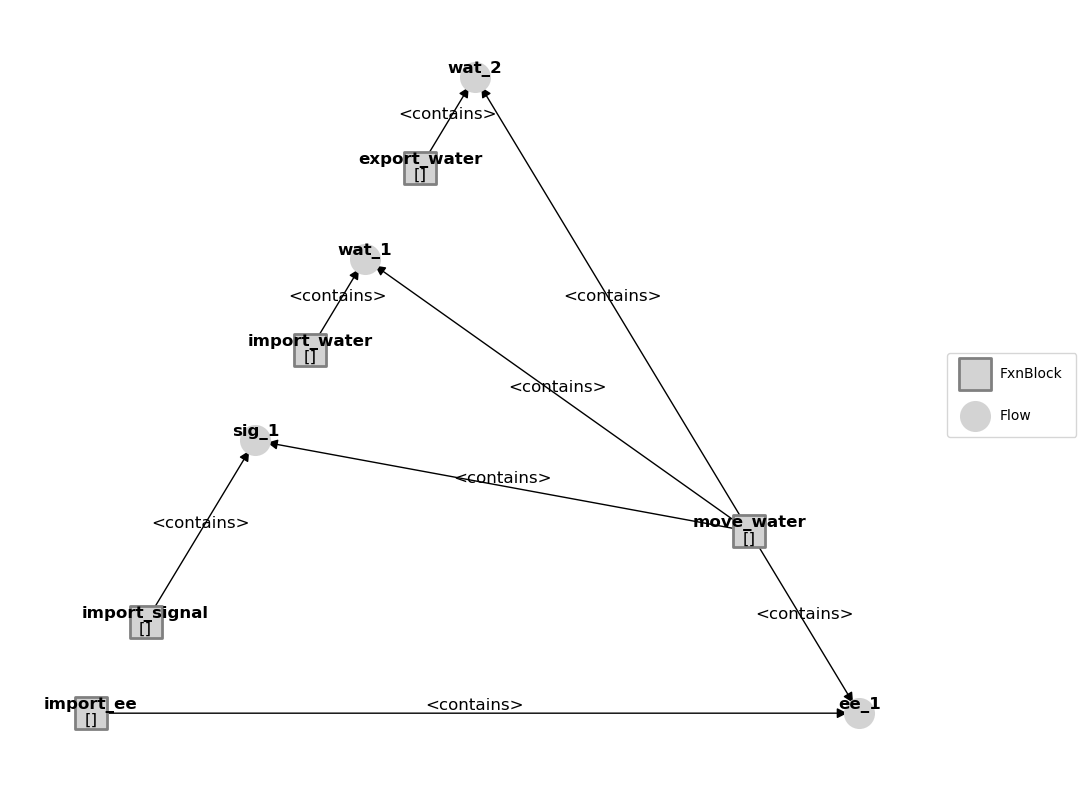 wat_2
<contains>
export_water
[]
wat_1
<contains>
<contains>
import_water
[]
FxnBlock
<contains>
Flow
sig_1
<contains>
<contains>
move_water
[]
import_signal
[]
<contains>
import_ee
[]
<contains>
ee_1